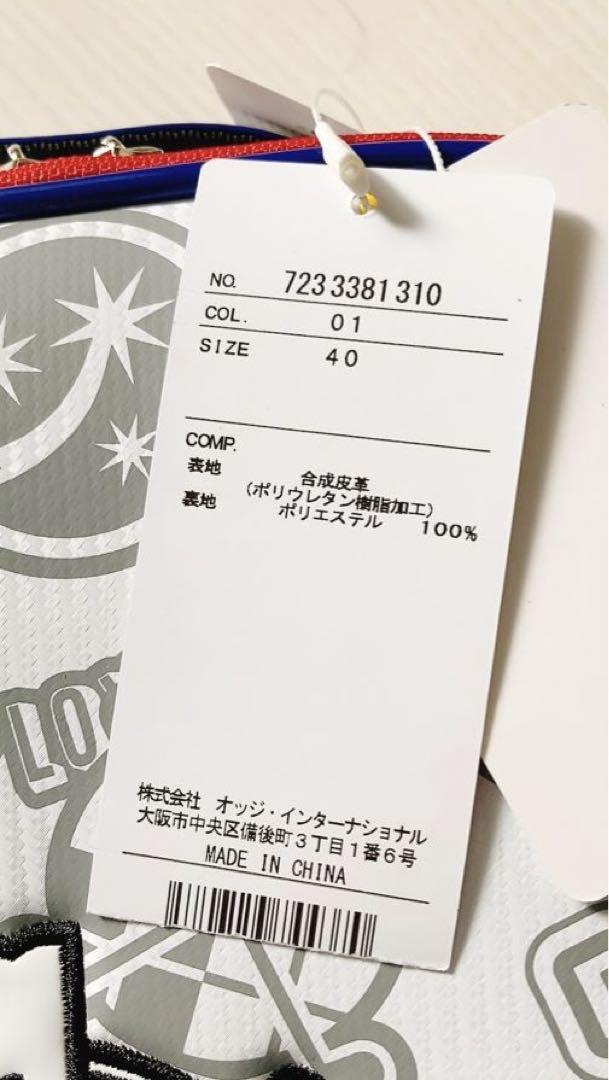 NO. 7233381310
COL. 01
SIZE 40
COMP.
表地 合成皮革
(ポリウレタン樹脂加工)
裏地 ポリエステル 100%
株式会社 オッジ・インターナショナル
大阪市中央区備後町3丁目1番6号
MADE IN CHINA